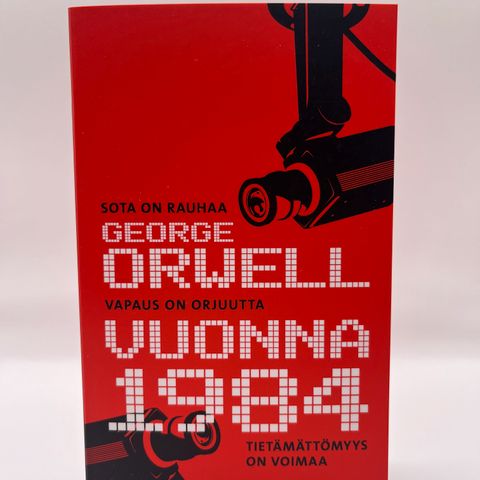 SOTA ON RAUHAA
GEORGE
ORWELL
VAPAUS ON ORJUUTTA
VUONNA
1984
TIETÄMÄTTÖMYYS
ON VOIMAA